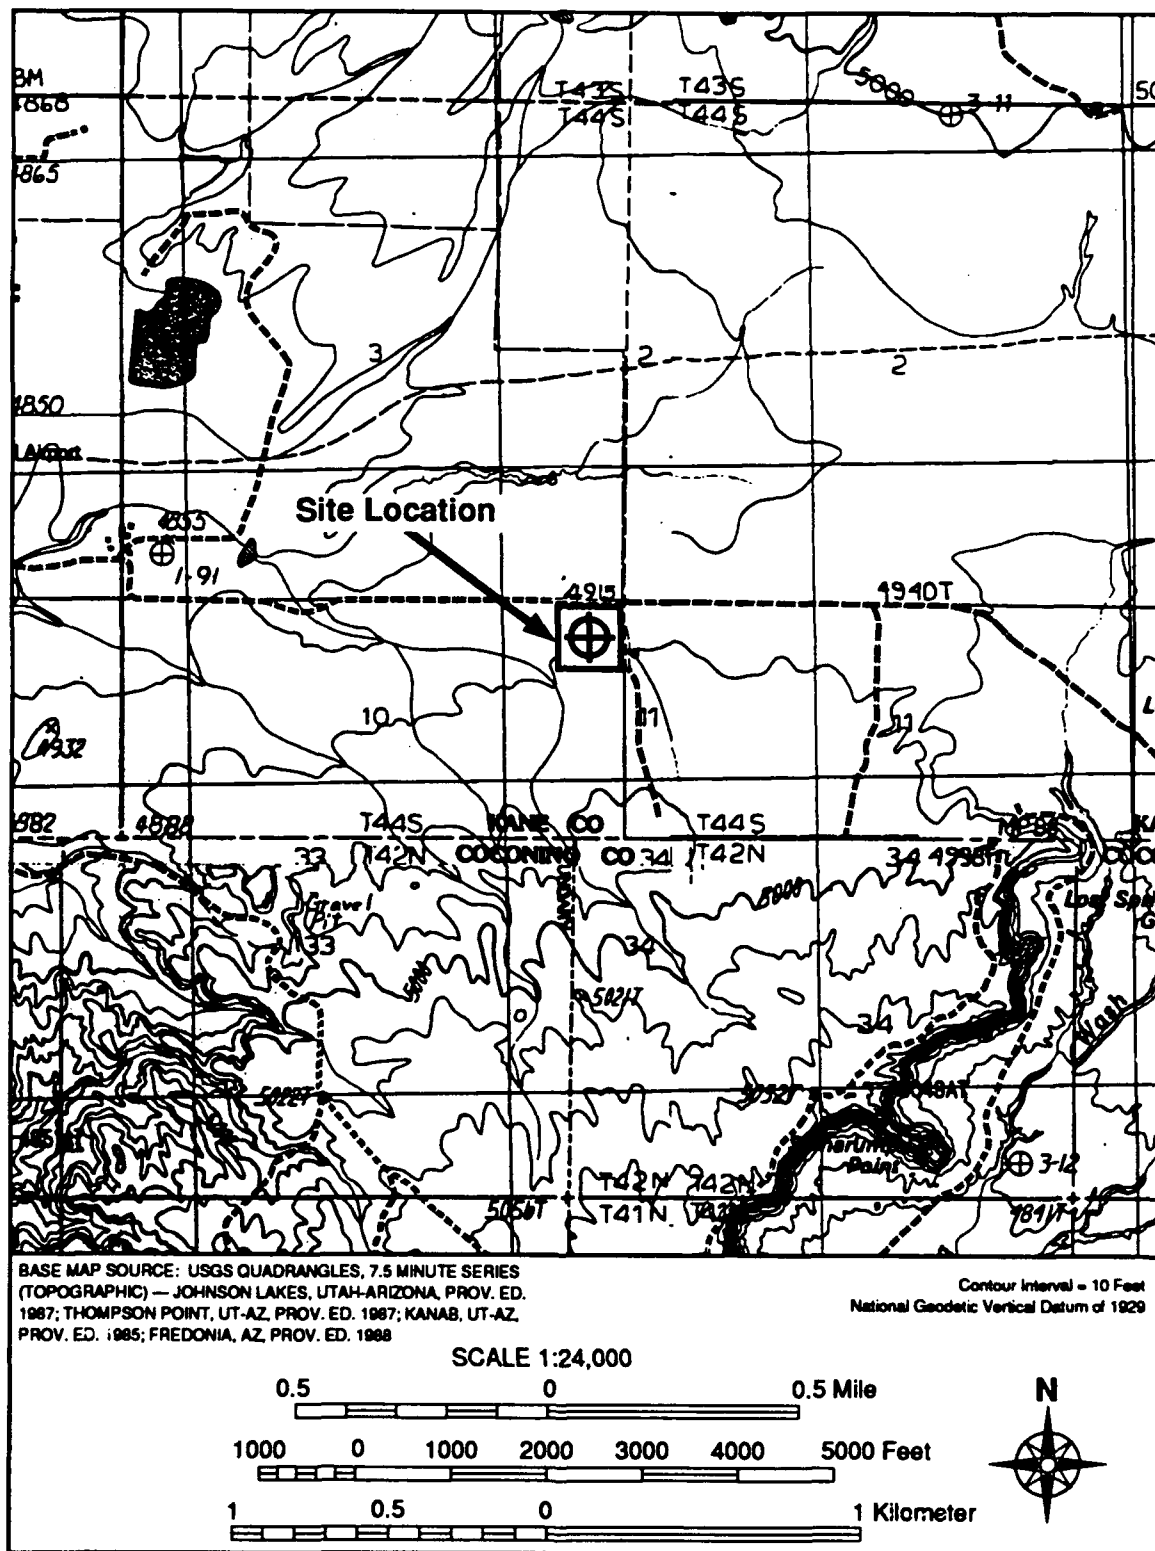 BM
4868
T43S T43S
T44S T44S
5000
3-11
4865
3
2
2
4850
Site Location
4855
1-91
4915
4940T
10
11
11
4932
4882
4888
T44S
KANE CO
T44S
33
T42N
COCONINO CO
34
T42N
34
Gravel
Pit
33
5000
5000
34
5021T
34
Wash
5022T
5052T
Point
3-12
T42N T42N
5056T
T41N
BASE MAP SOURCE: USGS QUADRANGLES, 7.5 MINUTE SERIES
(TOPOGRAPHIC) — JOHNSON LAKES, UTAH-ARIZONA, PROV. ED.
1987; THOMPSON POINT, UT-AZ, PROV. ED. 1987; KANAB, UT-AZ,
PROV. ED. 1985; FREDONIA, AZ, PROV. ED. 1988
Contour Interval = 10 Feet
National Geodetic Vertical Datum of 1929
SCALE 1:24,000
0.5 0 0.5 Mile
1000 0 1000 2000 3000 4000 5000 Feet
1 0.5 0 1 Kilometer
N